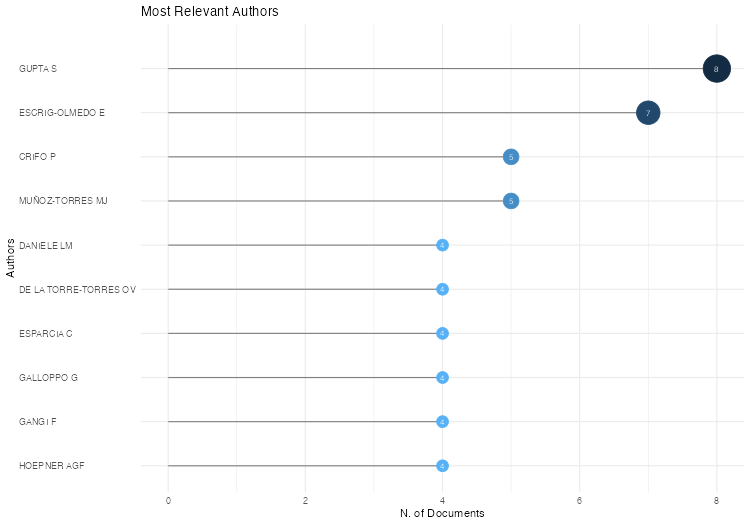 Most Relevant Authors
GUPTA S
8
ESCRIG-OLMEDO E
7
CRIFO P
5
MUÑOZ-TORRES MJ
5
DANIELE LM
4
DE LA TORRE-TORRES OV
4
ESPARCIA C
4
GALLOPPO G
4
GANGI F
4
HOEPNER AGF
4
Authors
0 2 4 6 8
N. of Documents